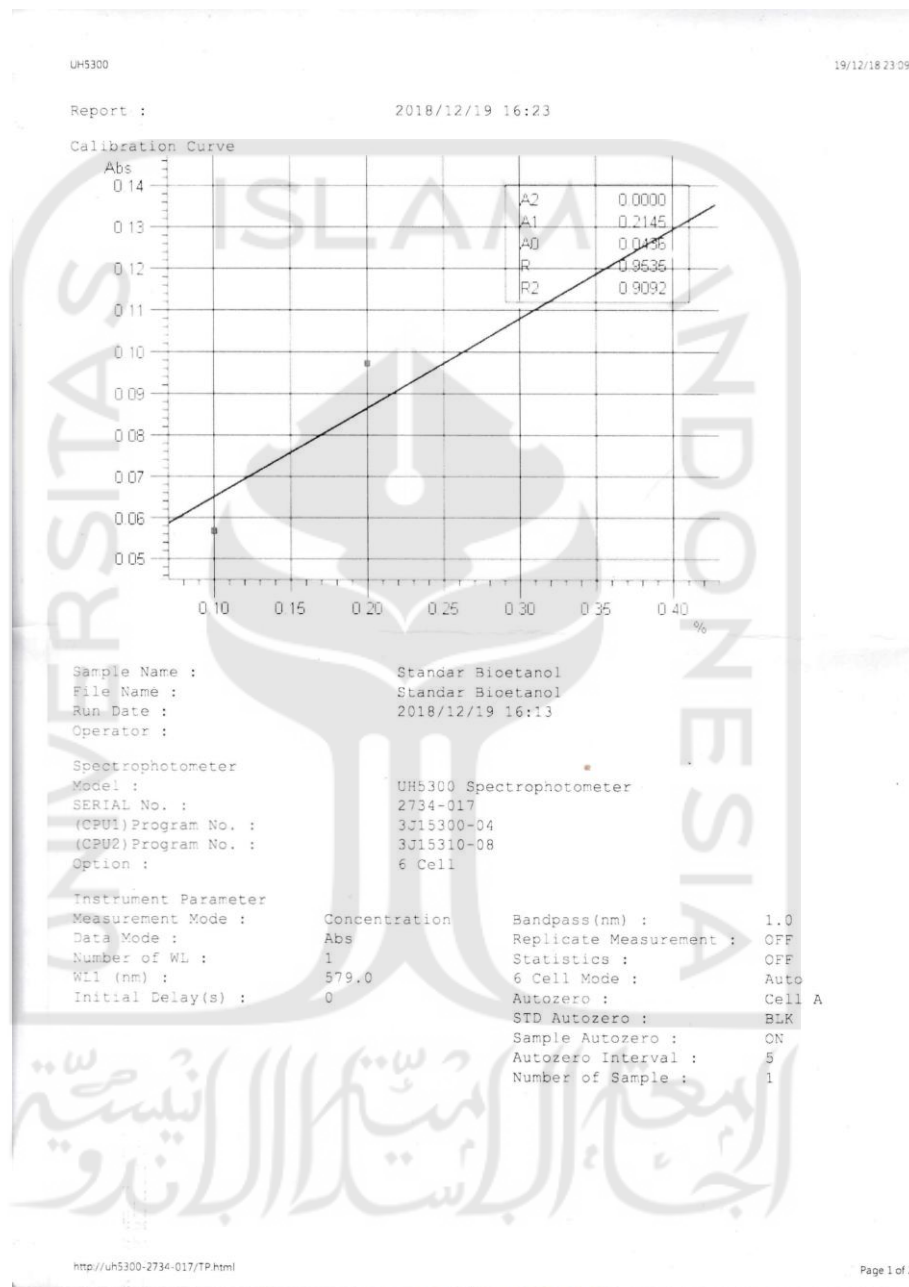 UH5300 19/12/18 23:09
Report : 2018/12/19 16:23
Calibration Curve
Abs
0.14
0.13
0.12
0.11
0.10
0.09
0.08
0.07
0.06
0.05
A2 0.0000
A1 0.2145
A0 0.0436
R 0.9535
R2 0.9092
0.10 0.15 0.20 0.25 0.30 0.35 0.40
%
Sample Name : Standar Bioetanol
File Name : Standar Bioetanol
Run Date : 2018/12/19 16:13
Operator :
Spectrophotometer
Model : UH5300 Spectrophotometer
SERIAL No. : 2734-017
(CPU1)Program No. : 3J15300-04
(CPU2)Program No. : 3J15310-08
Option : 6 Cell
Instrument Parameter
Measurement Mode : Concentration Bandpass(nm) : 1.0
Data Mode : Abs Replicate Measurement : OFF
Number of WL : 1 Statistics : OFF
WL1 (nm) : 579.0 6 Cell Mode : Auto
Initial Delay(s) : 0 Autozero : Cell A
STD Autozero : BLK
Sample Autozero : ON
Autozero Interval : 5
Number of Sample : 1
UNIVERSITAS ISLAM INDONESIA
http://uh5300-2734-017/TP.html Page 1 of